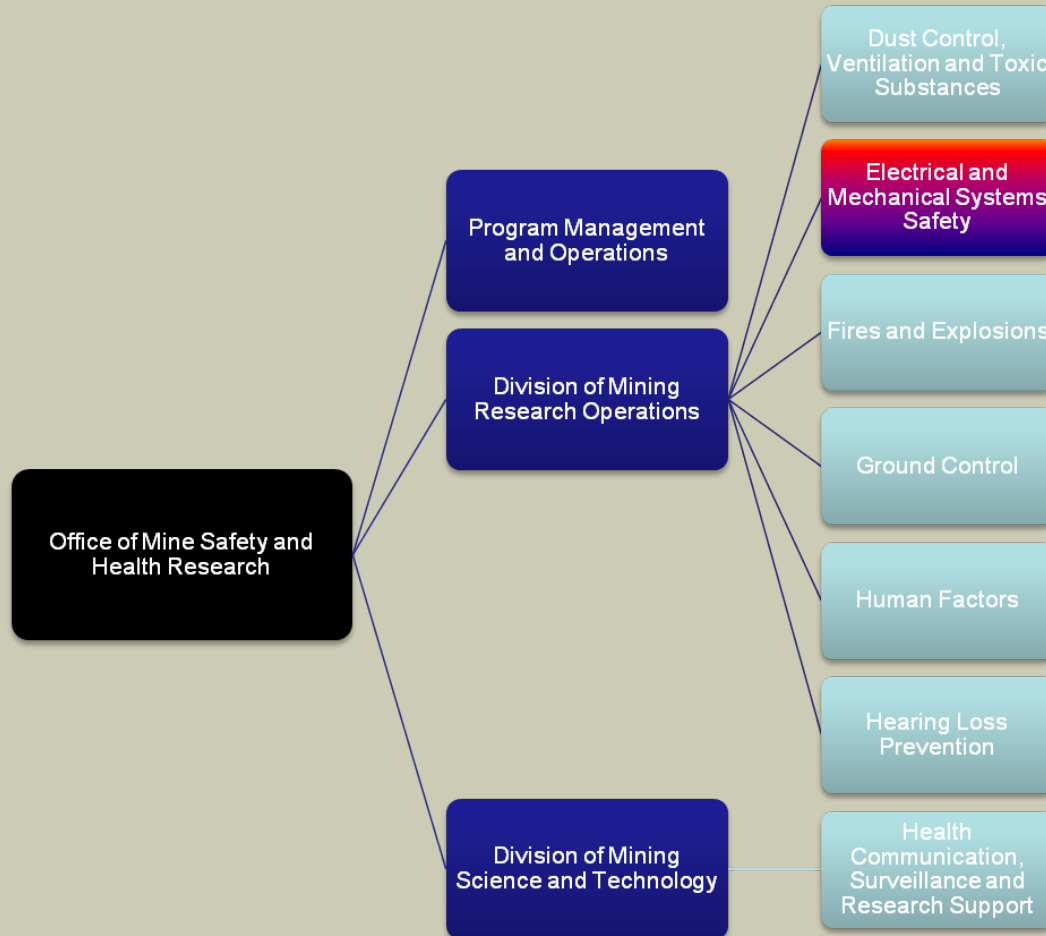 Office of Mine Safety and
Health Research
Program Management
and Operations
Division of Mining
Research Operations
Division of Mining
Science and Technology
Dust Control,
Ventilation and Toxic
Substances
Electrical and
Mechanical Systems
Safety
Fires and Explosions
Ground Control
Human Factors
Hearing Loss
Prevention
Health
Communication,
Surveillance and
Research Support